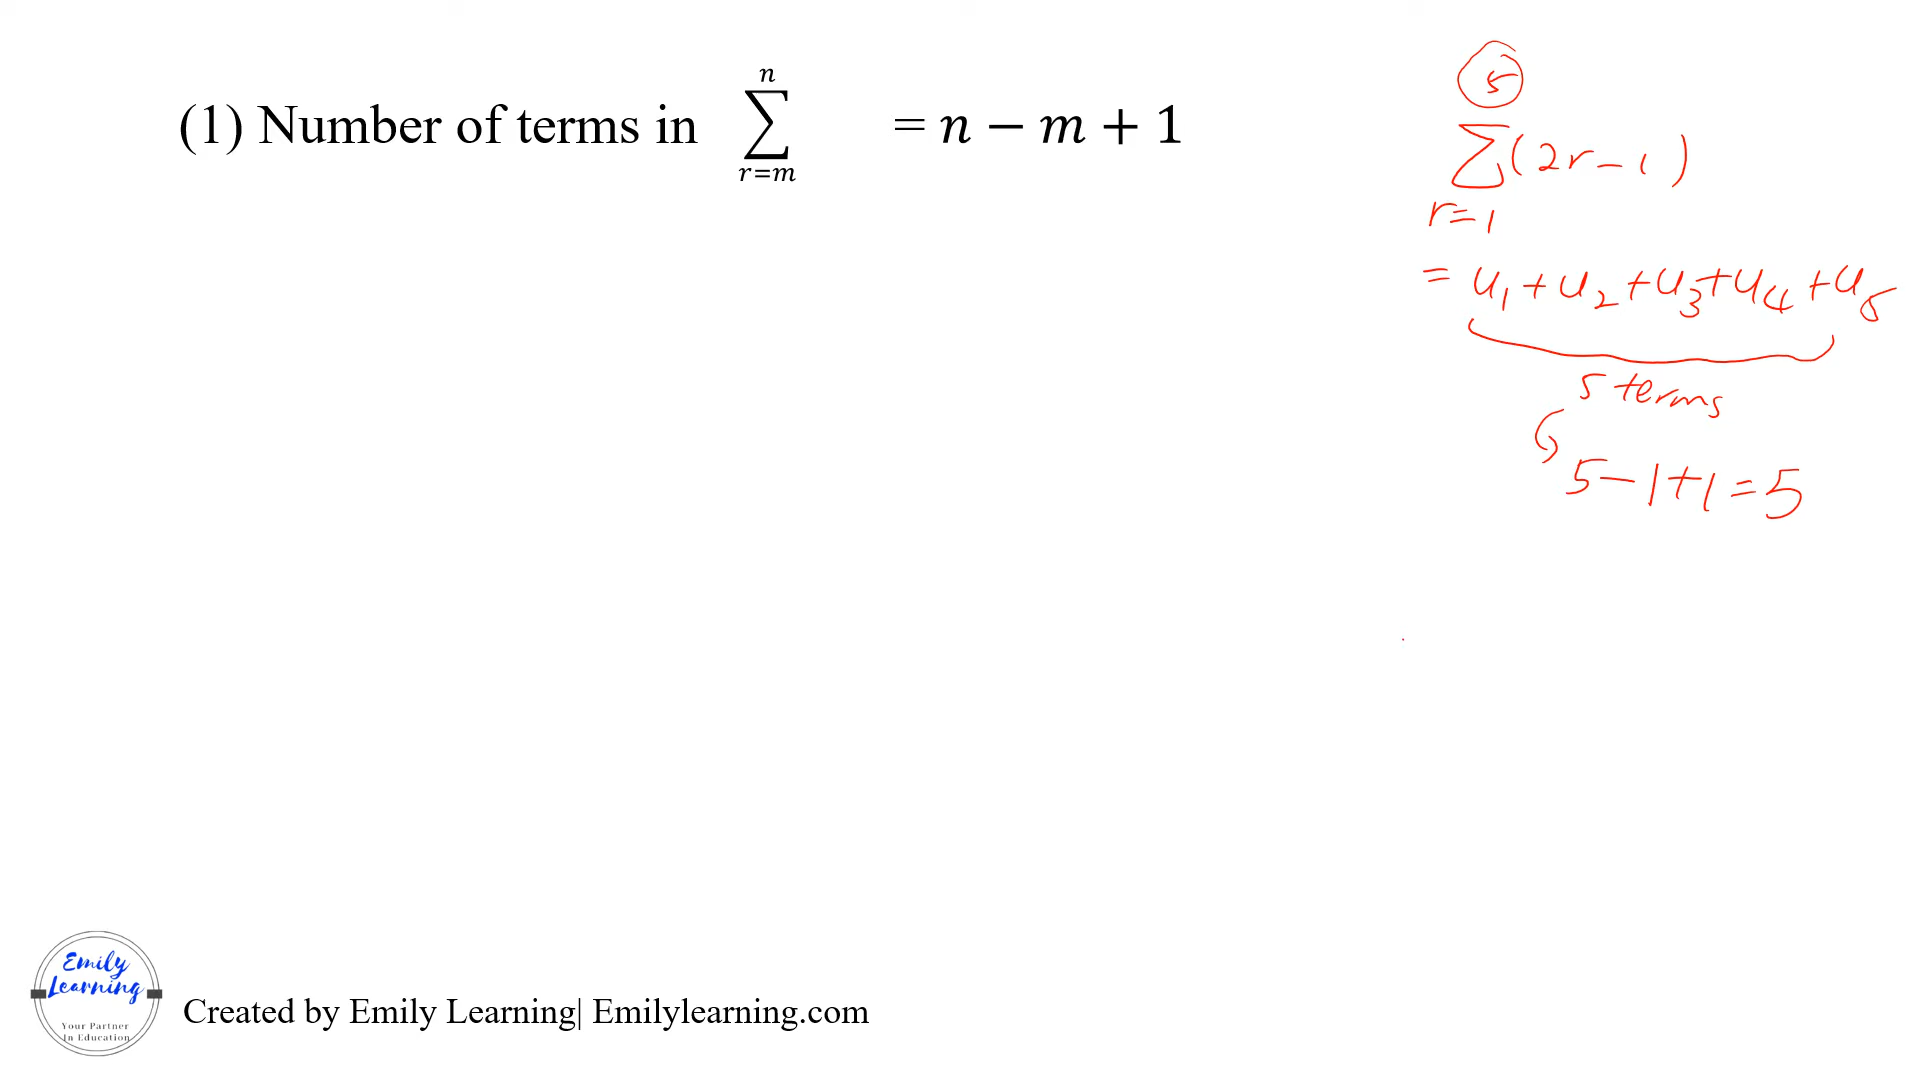 (1) Number of terms in ∑_{r=m}^{n} = n − m + 1
5
∑(2r−1)
r=1
= u₁+u₂+u₃+u₄+u₅
5 terms
5−1+1=5
Emily
Learning
Your Partner
In Education
Created by Emily Learning| Emilylearning.com